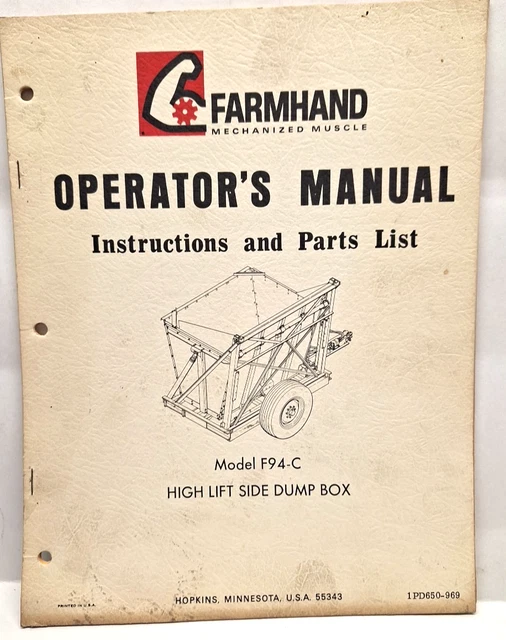 FARMHAND
MECHANIZED MUSCLE
OPERATOR'S MANUAL
Instructions and Parts List
Model F94-C
HIGH LIFT SIDE DUMP BOX
PRINTED IN U.S.A.
HOPKINS, MINNESOTA, U.S.A. 55343
1PD650-969